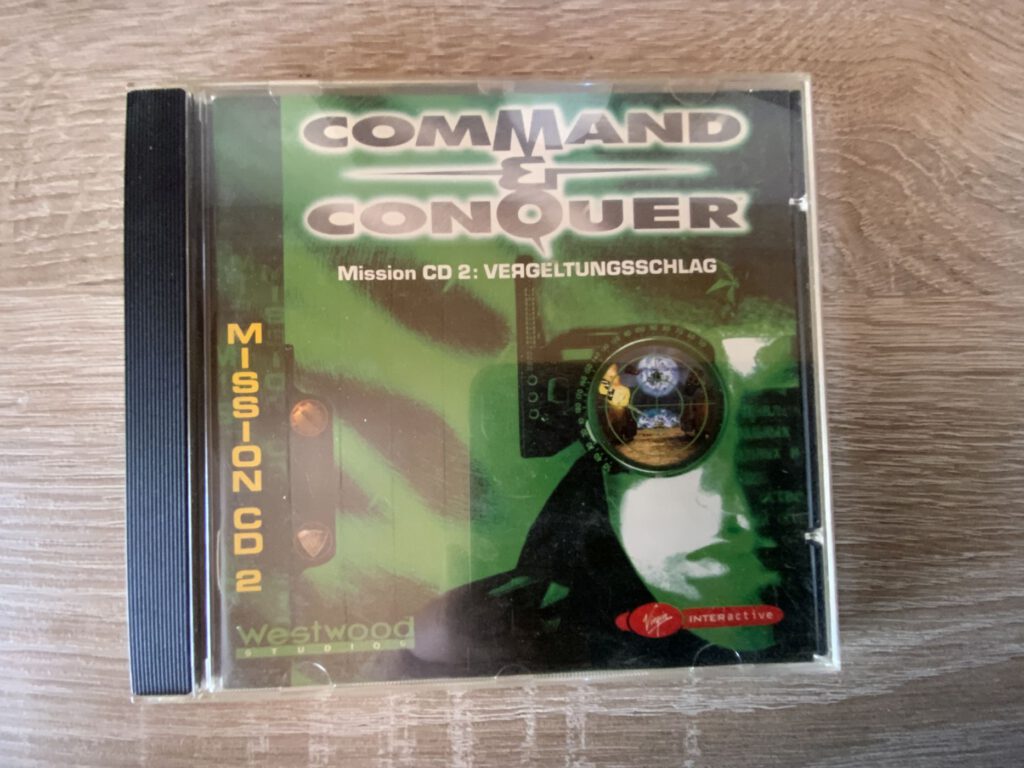 COMMAND
&
CONQUER
Mission CD 2: VERGELTUNGSSCHLAG
MISSION CD 2
Westwood
STUDIOS
Virgin INTERactive